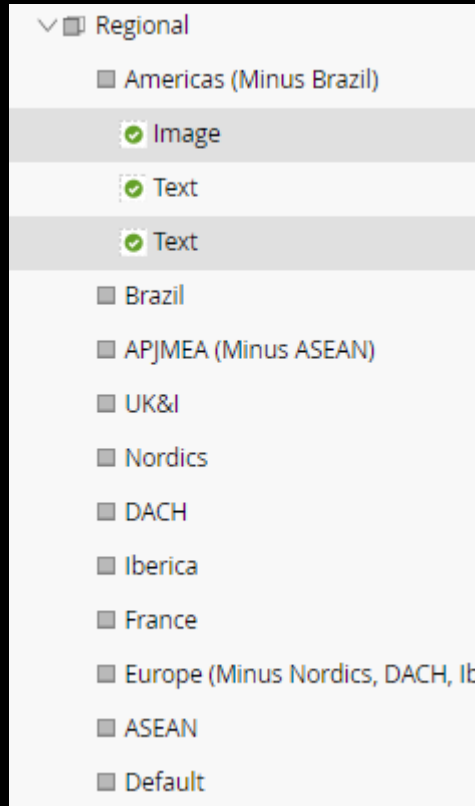 Regional
Americas (Minus Brazil)
Image
Text
Text
Brazil
APJMEA (Minus ASEAN)
UK&I
Nordics
DACH
Iberica
France
Europe (Minus Nordics, DACH,
ASEAN
Default